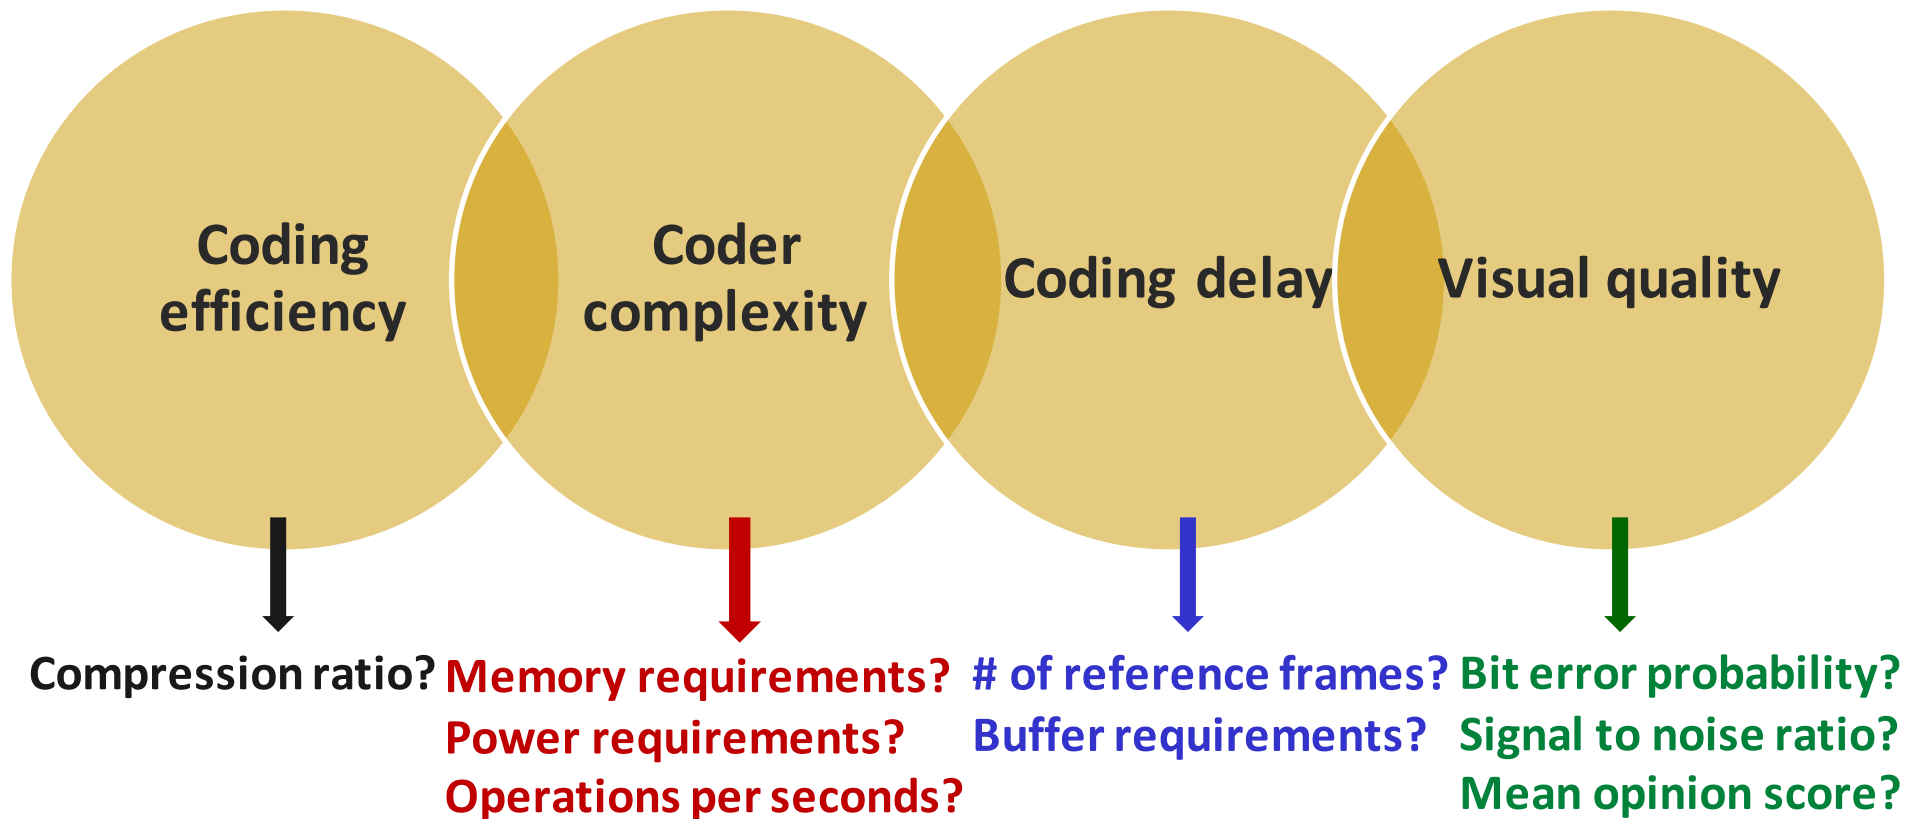 Coding
efficiency
Coder
complexity
Coding delay
Visual quality
Compression ratio?
Memory requirements?
Power requirements?
Operations per seconds?
# of reference frames?
Buffer requirements?
Bit error probability?
Signal to noise ratio?
Mean opinion score?